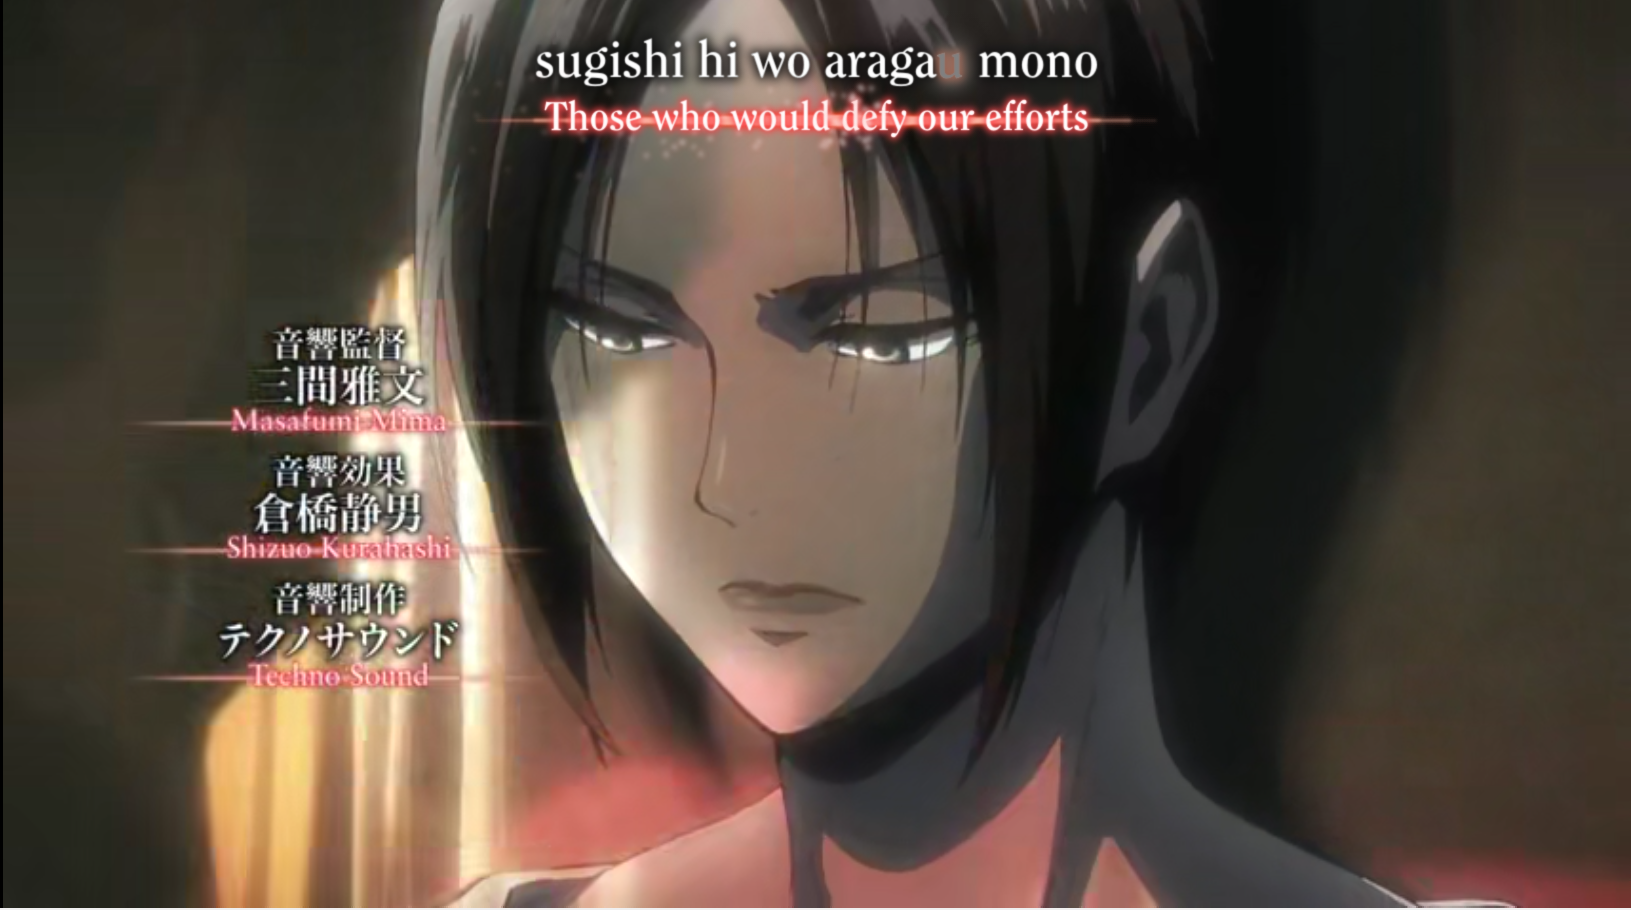 sugishi hi wo aragau mono
Those who would defy our efforts
音響監督
三間雅文
Masafumi Mima
音響効果
倉橋静男
Shizuo Kurahashi
音響制作
テクノサウンド
Techno Sound